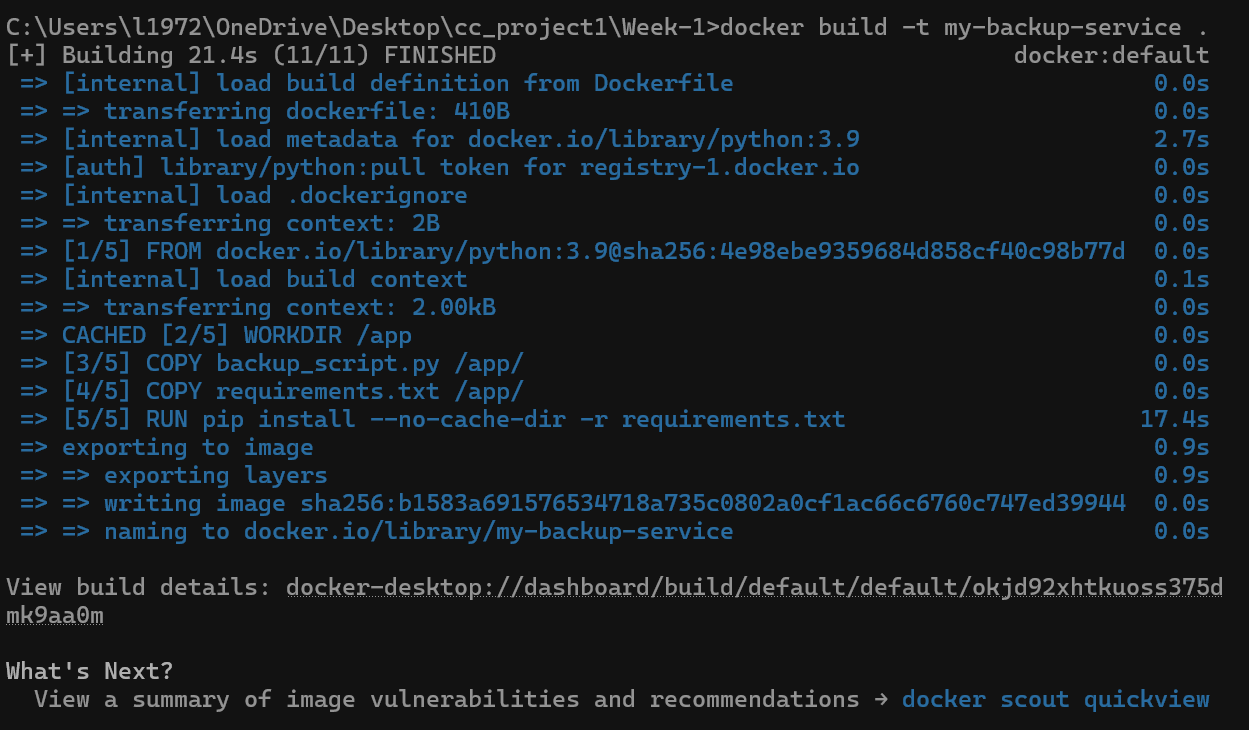 C:\Users\l1972\OneDrive\Desktop\cc_project1\Week-1>docker build -t my-backup-service .
[+] Building 21.4s (11/11) FINISHED docker:default
=> [internal] load build definition from Dockerfile 0.0s
=> => transferring dockerfile: 410B 0.0s
=> [internal] load metadata for docker.io/library/python:3.9 2.7s
=> [auth] library/python:pull token for registry-1.docker.io 0.0s
=> [internal] load .dockerignore 0.0s
=> => transferring context: 2B 0.0s
=> [1/5] FROM docker.io/library/python:3.9@sha256:4e98ebe9359684d858cf40c98b77d 0.0s
=> [internal] load build context 0.1s
=> => transferring context: 2.00kB 0.0s
=> CACHED [2/5] WORKDIR /app 0.0s
=> [3/5] COPY backup_script.py /app/ 0.0s
=> [4/5] COPY requirements.txt /app/ 0.0s
=> [5/5] RUN pip install --no-cache-dir -r requirements.txt 17.4s
=> exporting to image 0.9s
=> => exporting layers 0.9s
=> => writing image sha256:b1583a691576534718a735c0802a0cf1ac66c6760c747ed39944 0.0s
=> => naming to docker.io/library/my-backup-service 0.0s
View build details: docker-desktop://dashboard/build/default/default/okjd92xhtkuoss375d
mk9aa0m
What's Next?
View a summary of image vulnerabilities and recommendations → docker scout quickview